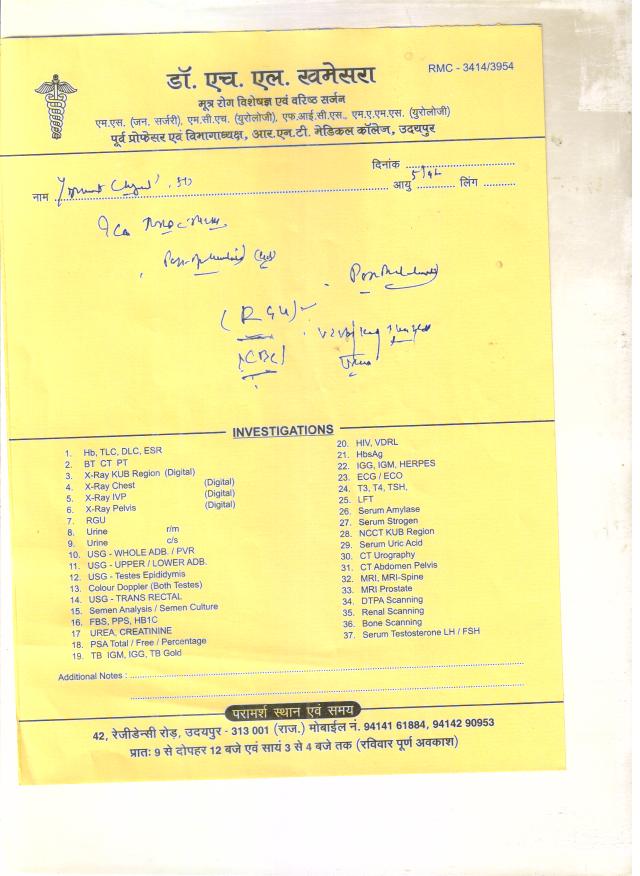 डॉ. एच. एल. खमेसरा
RMC - 3414/3954
मूत्र रोग विशेषज्ञ एवं वरिष्ठ सर्जन
एम.एस. (जन. सर्जरी), एम.सी.एच. (यूरोलोजी), एफ.आई.सी.एस., एम.ए.एम.एस. (यूरोलोजी)
पूर्व प्रोफेसर एवं विभागाध्यक्ष, आर.एन.टी. मेडिकल कॉलेज, उदयपुर
दिनांक
नाम आयु लिंग
(RGU)
CBC
INVESTIGATIONS
1. Hb, TLC, DLC, ESR
2. BT CT PT
3. X-Ray KUB Region (Digital)
4. X-Ray Chest (Digital)
5. X-Ray IVP (Digital)
6. X-Ray Pelvis (Digital)
7. RGU
8. Urine r/m
9. Urine c/s
10. USG - WHOLE ADB. / PVR
11. USG - UPPER / LOWER ADB.
12. USG - Testes Epididymis
13. Colour Doppler (Both Testes)
14. USG - TRANS RECTAL
15. Semen Analysis / Semen Culture
16. FBS, PPS, HB1C
17 UREA, CREATININE
18. PSA Total / Free / Percentage
19. TB IGM, IGG, TB Gold
20. HIV, VDRL
21. HbsAg
22. IGG, IGM, HERPES
23. ECG / ECO
24. T3, T4, TSH,
25. LFT
26. Serum Amylase
27. Serum Strogen
28. NCCT KUB Region
29. Serum Uric Acid
30. CT Urography
31. CT Abdomen Pelvis
32. MRI, MRI-Spine
33. MRI Prostate
34. DTPA Scanning
35. Renal Scanning
36. Bone Scanning
37. Serum Testosterone LH / FSH
Additional Notes :
परामर्श स्थान एवं समय
42, रेजीडेन्सी रोड़, उदयपुर - 313 001 (राज.) मोबाईल नं. 94141 61884, 94142 90953
प्रातः 9 से दोपहर 12 बजे एवं सायं 3 से 4 बजे तक (रविवार पूर्ण अवकाश)